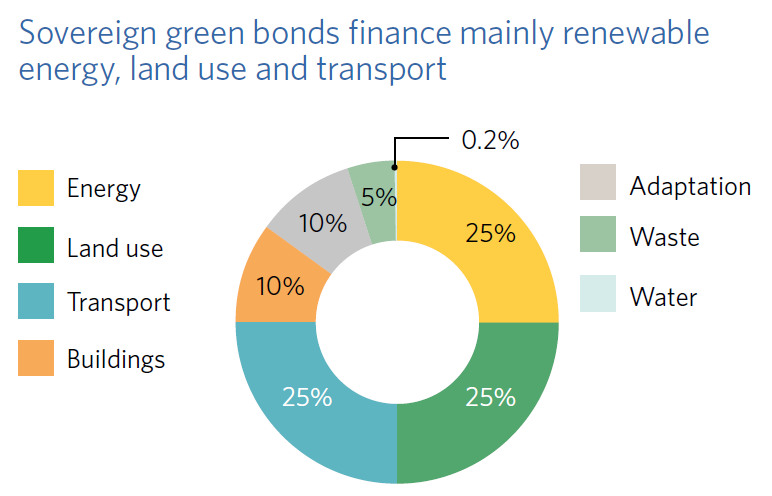 Sovereign green bonds finance mainly renewable
energy, land use and transport
0.2%
Energy
Land use
Transport
Buildings
5%
10%
25%
10%
25%
25%
Adaptation
Waste
Water